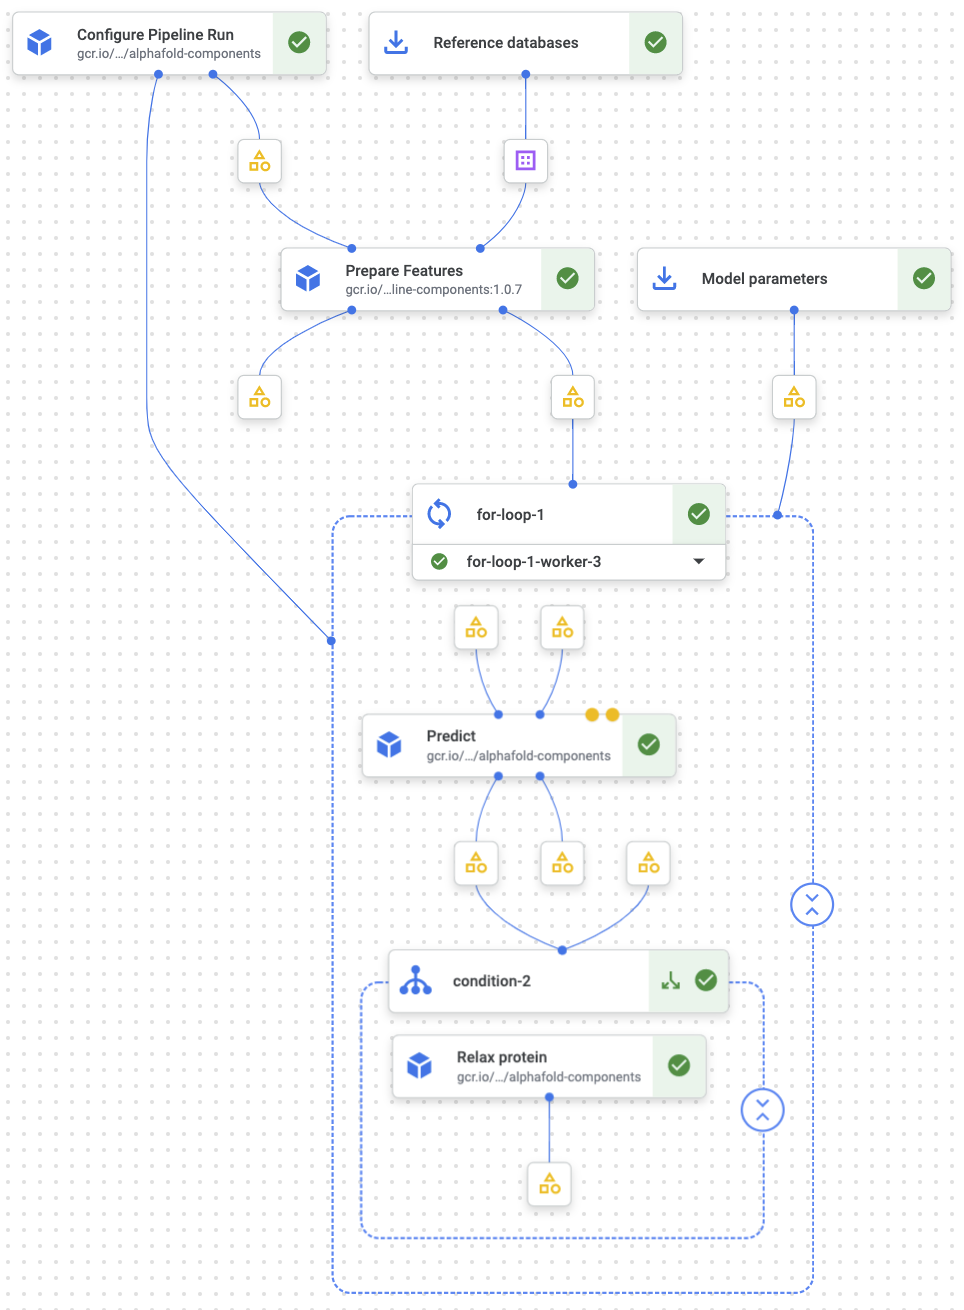 Configure Pipeline Run
gcr.io/.../alphafold-components
Reference databases
Prepare Features
gcr.io/...line-components:1.0.7
Model parameters
for-loop-1
for-loop-1-worker-3
Predict
gcr.io/.../alphafold-components
condition-2
Relax protein
gcr.io/.../alphafold-components